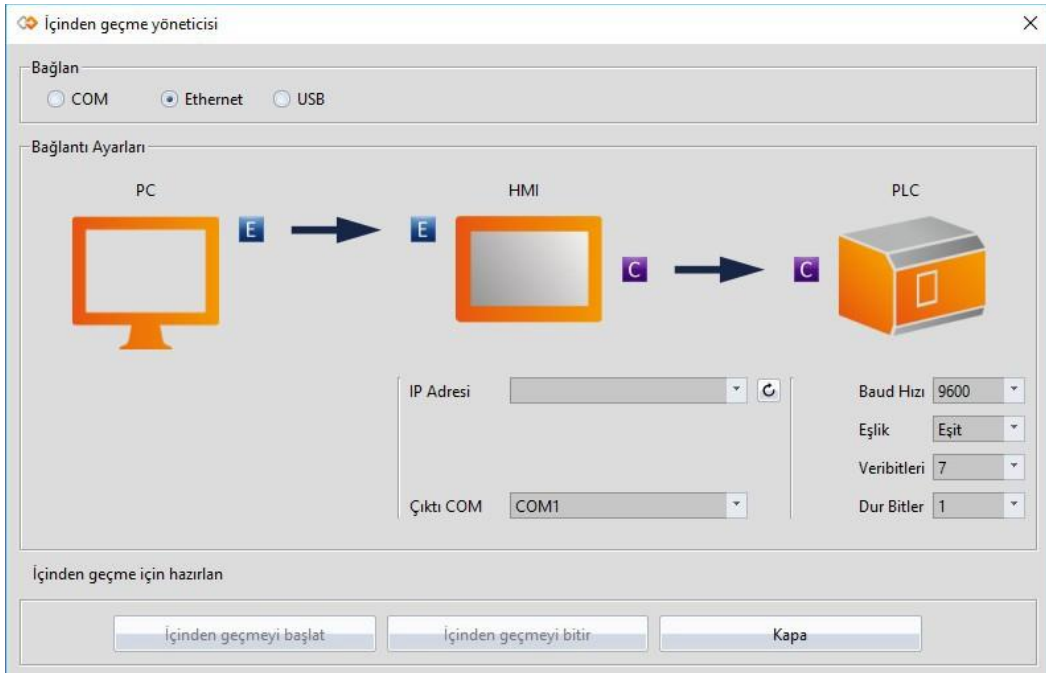 İçinden geçme yöneticisi
Bağlan
COM Ethernet USB
Bağlantı Ayarları
PC HMI PLC
E E
C C
IP Adresi Baud Hızı 9600
Eşlik Eşit
Veribitleri 7
Çıktı COM COM1 Dur Bitler 1
İçinden geçme için hazırlan
İçinden geçmeyi başlat İçinden geçmeyi bitir Kapa